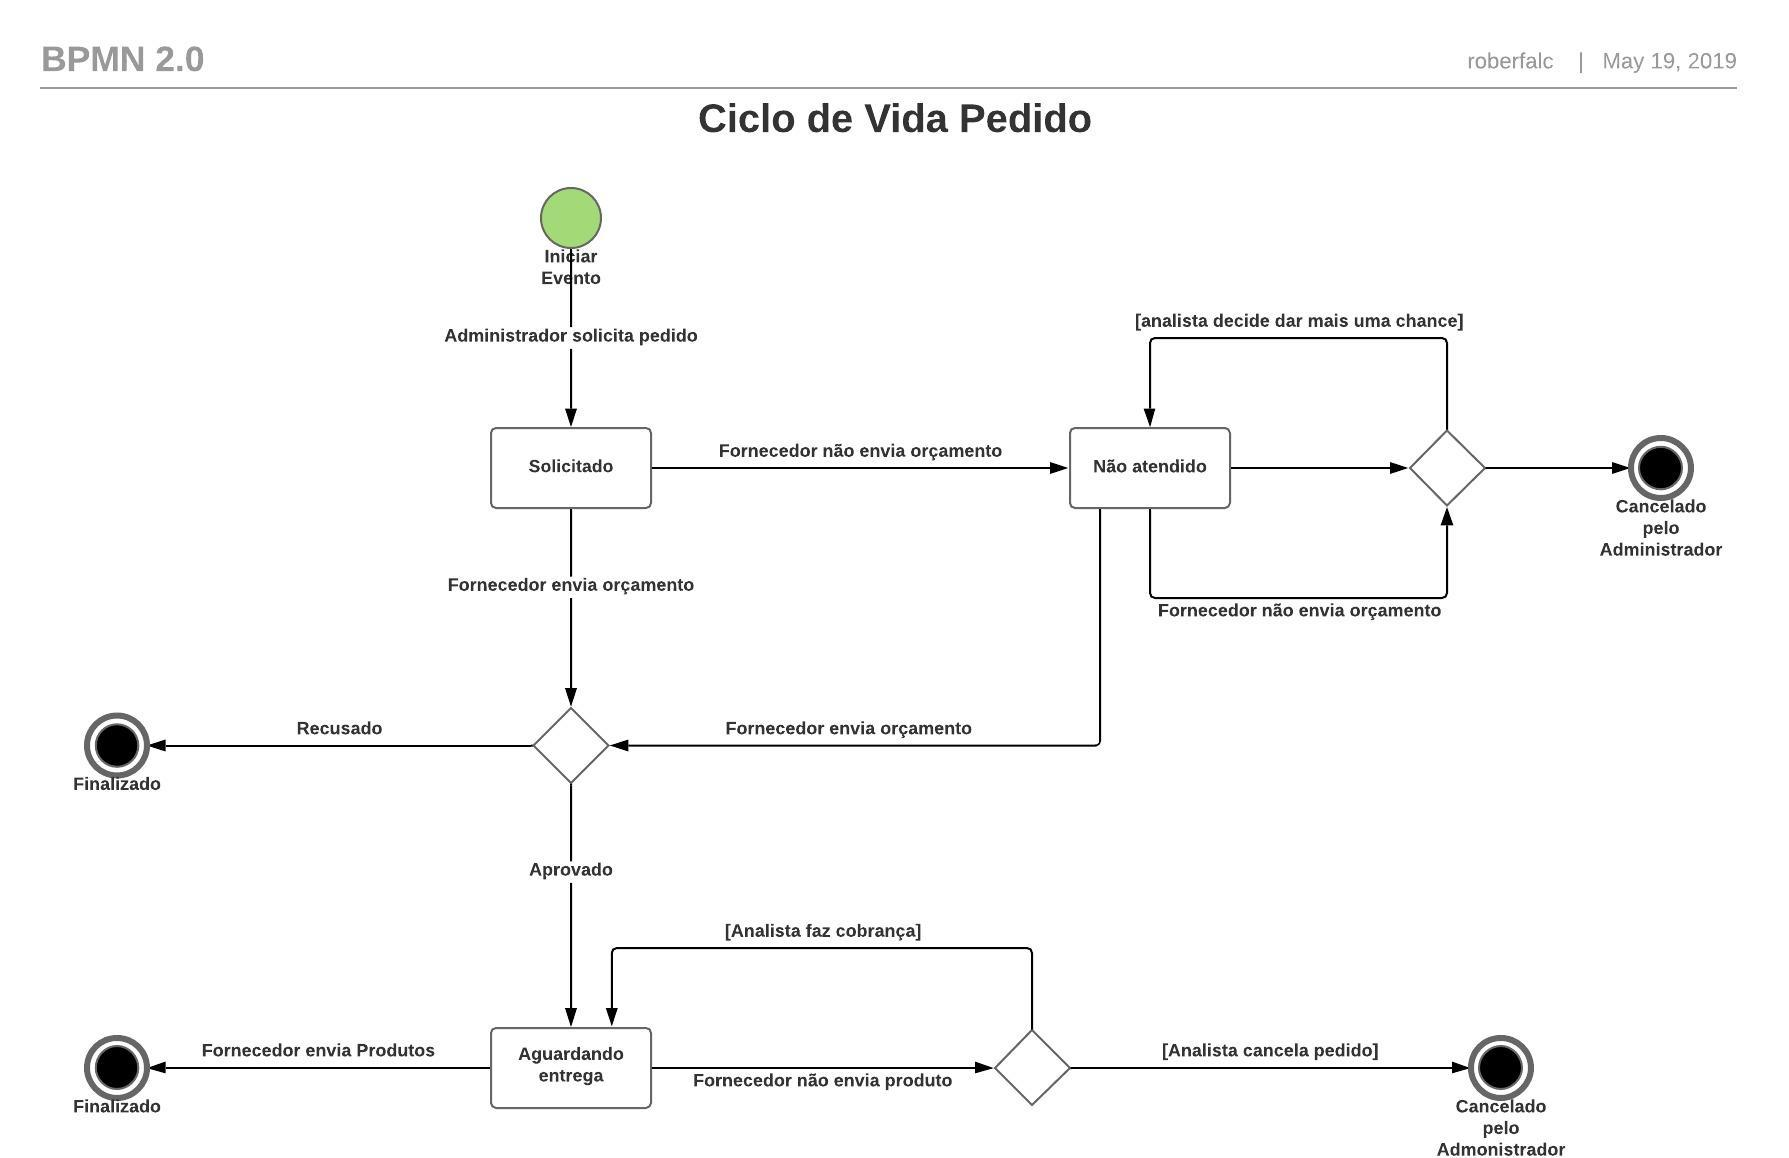 BPMN 2.0
roberfalc | May 19, 2019
Ciclo de Vida Pedido
Iniciar
Evento
Administrador solicita pedido
[analista decide dar mais uma chance]
Solicitado
Fornecedor não envia orçamento
Não atendido
Cancelado
pelo
Administrador
Fornecedor envia orçamento
Fornecedor não envia orçamento
Recusado
Fornecedor envia orçamento
Finalizado
Aprovado
[Analista faz cobrança]
Fornecedor envia Produtos
Aguardando
entrega
Fornecedor não envia produto
[Analista cancela pedido]
Finalizado
Cancelado
pelo
Admonistrador